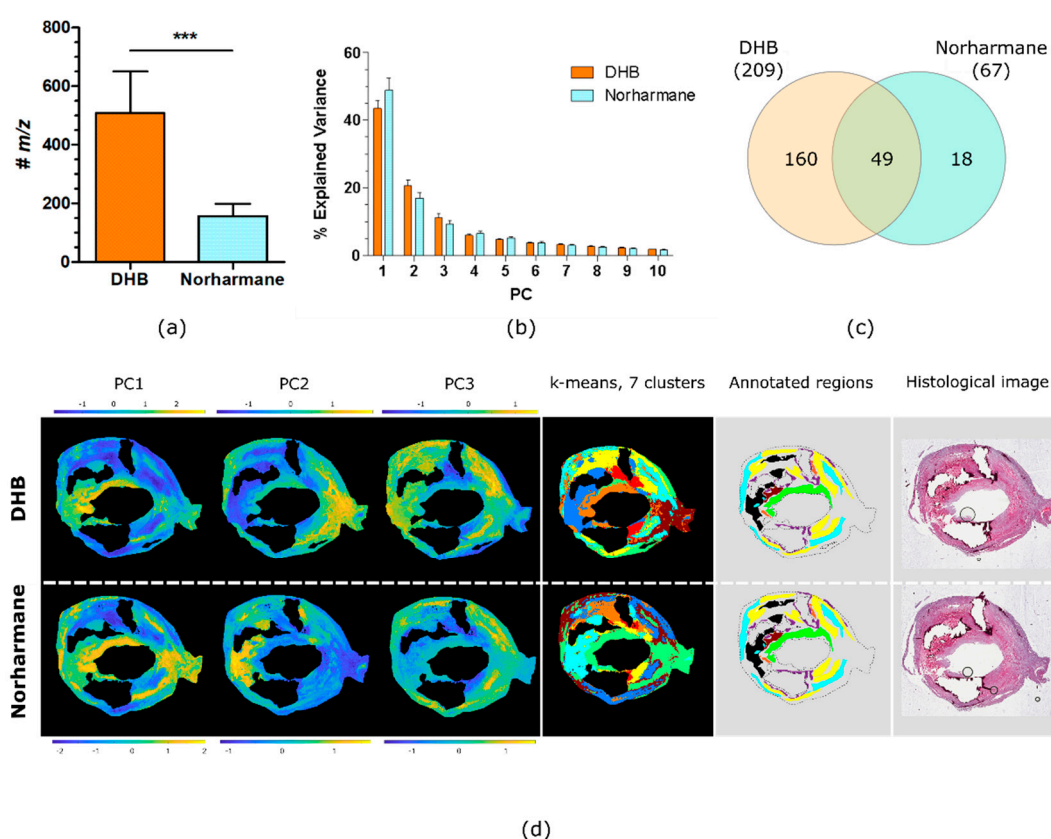 800
600
400
200
0
# m/z
***
DHB
Norharmane
(a)
60
40
20
0
% Explained Variance
DHB
Norharmane
1 2 3 4 5 6 7 8 9 10
PC
(b)
DHB
(209)
Norharmane
(67)
160
49
18
(c)
PC1
PC2
PC3
k-means, 7 clusters
Annotated regions
Histological image
-1 0 1 2
-1 0 1
-1 0 1
DHB
Norharmane
-2 -1 0 1 2
-1 0 1
-1 0 1
(d)